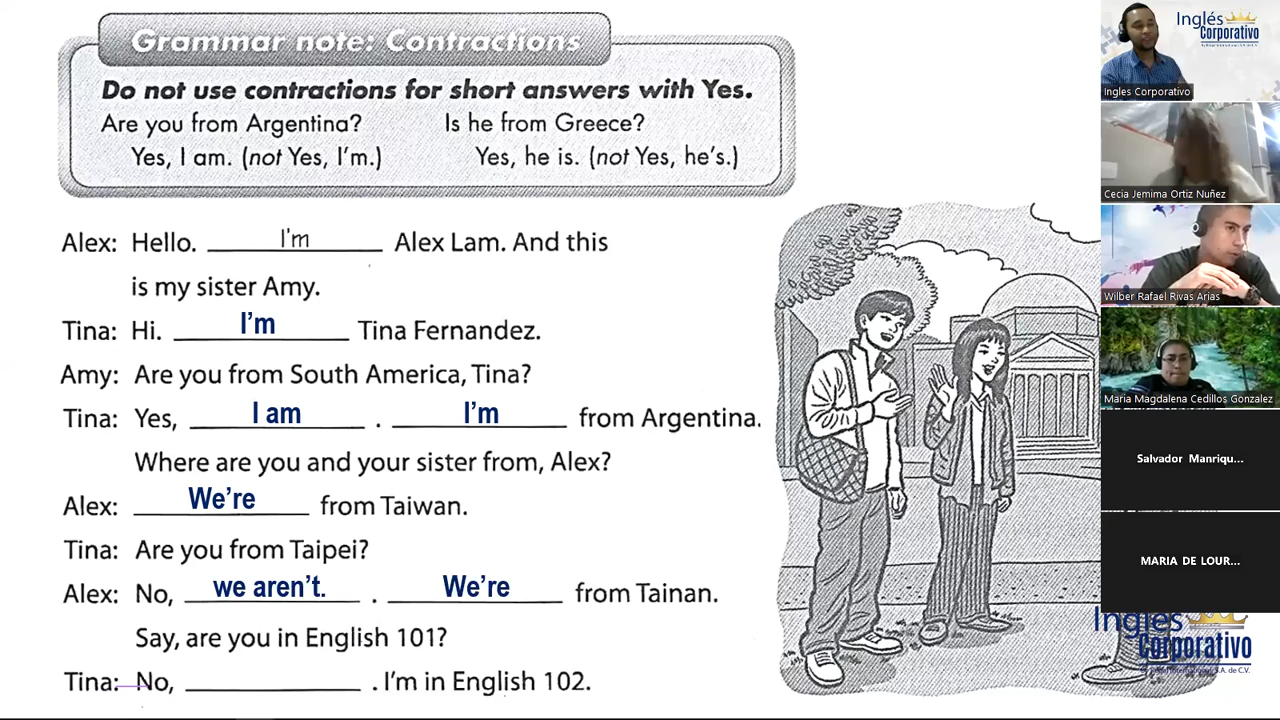 Grammar note: Contractions
Do not use contractions for short answers with Yes.
Are you from Argentina? Is he from Greece?
Yes, I am. (not Yes, I'm.) Yes, he is. (not Yes, he's.)
Alex: Hello. I'm Alex Lam. And this
is my sister Amy.
Tina: Hi. I'm Tina Fernandez.
Amy: Are you from South America, Tina?
Tina: Yes, I am . I'm from Argentina.
Where are you and your sister from, Alex?
Alex: We're from Taiwan.
Tina: Are you from Taipei?
Alex: No, we aren't. . We're from Tainan.
Say, are you in English 101?
Tina: No, . I'm in English 102.
Inglés
Corporativo
Ingles Corporativo
Cecia Jemima Ortiz Nuñez
Wilber Rafael Rivas Arias
Maria Magdalena Cedillos Gonzalez
Salvador Manriqu...
MARIA DE LOUR...
Inglés
Corporativo
S.A. de C.V.